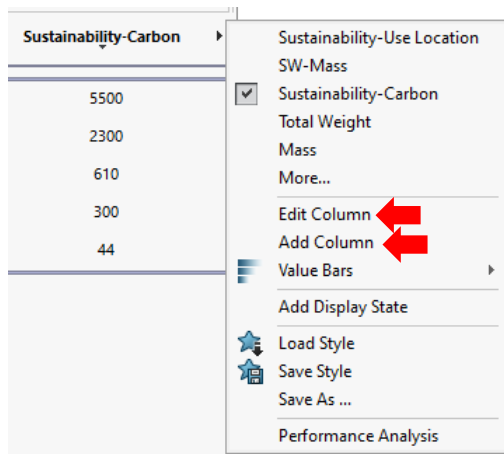 Sustainability-Carbon
5500
2300
610
300
44
Sustainability-Use Location
SW-Mass
Sustainability-Carbon
Total Weight
Mass
More...
Edit Column
Add Column
Value Bars
Add Display State
Load Style
Save Style
Save As ...
Performance Analysis